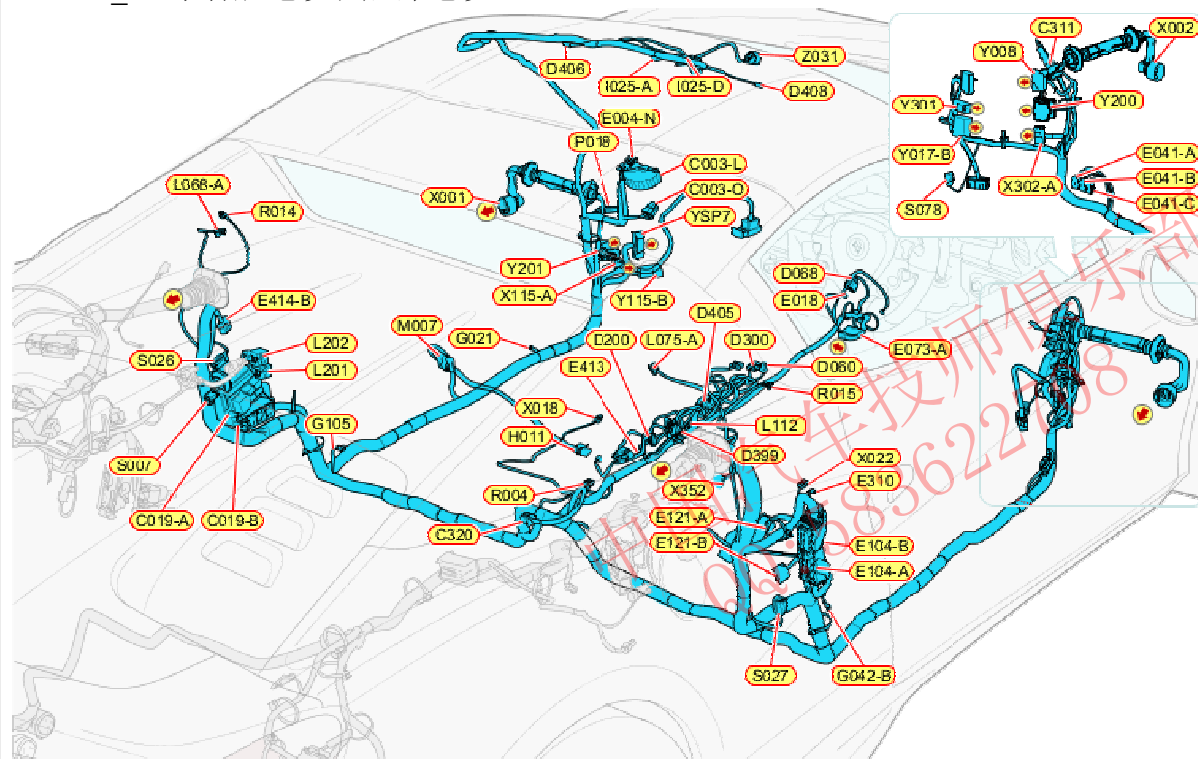 C311
X002
Y008
Z031
D406
I025-A
I025-D
D408
Y301
Y200
E004-N
P018
Y017-B
E041-A
C003-L
X302-A
E041-B
L068-A
X001
C003-O
E041-C
R014
YSP7
S078
Y201
D068
X115-A
Y115-B
E018
E414-B
D405
M007
G021
D200
L075-A
D300
S026
L202
E413
D060
E073-A
L201
R015
X018
G105
L112
H011
S007
D399
X022
R004
X352
E310
C019-A
C019-B
C320
E121-A
E121-B
E104-B
E104-A
S027
G042-B